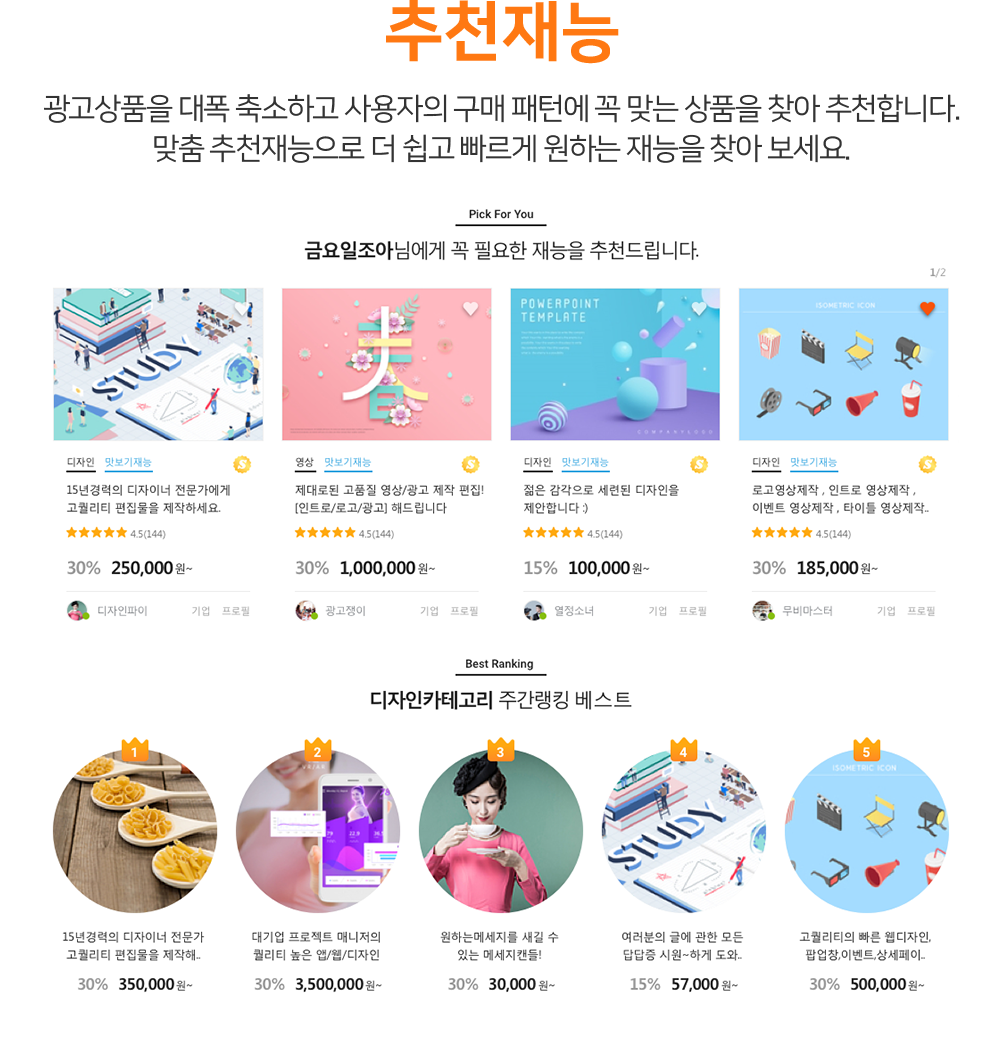 추천재능
광고상품을 대폭 축소하고 사용자의 구매 패턴에 꼭 맞는 상품을 찾아 추천합니다.
맞춤 추천재능으로 더 쉽고 빠르게 원하는 재능을 찾아 보세요.
Pick For You
금요일조아님에게 꼭 필요한 재능을 추천드립니다.
1/2
STUDY
춘
POWERPOINT
TEMPLATE
COMPANYLOGO
ISOMETRIC ICON
디자인 맛보기재능 S
15년경력의 디자이너 전문가에게
고퀄리티 편집물을 제작하세요.
4.5(144)
30% 250,000원~
디자인파이 기업 프로필
영상 맛보기재능 S
제대로된 고품질 영상/광고 제작 편집!
[인트로/로고/광고] 해드립니다
4.5(144)
30% 1,000,000원~
광고쟁이 기업 프로필
디자인 맛보기재능 S
젊은 감각으로 세련된 디자인을
제안합니다 :)
4.5(144)
15% 100,000원~
열정소녀 기업 프로필
디자인 맛보기재능 S
로고영상제작 , 인트로 영상제작 ,
이벤트 영상제작 , 타이틀 영상제작..
4.5(144)
30% 185,000원~
무비마스터 기업 프로필
Best Ranking
디자인카테고리 주간랭킹 베스트
1
15년경력의 디자이너 전문가
고퀄리티 편집물을 제작해..
30% 350,000원~
2
대기업 프로젝트 매니저의
퀄리티 높은 앱/웹/디자인
30% 3,500,000원~
3
원하는메세지를 새길 수
있는 메세지캔들!
30% 30,000원~
4
STUDY
여러분의 글에 관한 모든
답답증 시원~하게 도와..
15% 57,000원~
5
ISOMETRIC ICON
고퀄리티의 빠른 웹디자인,
팝업창,이벤트,상세페이..
30% 500,000원~